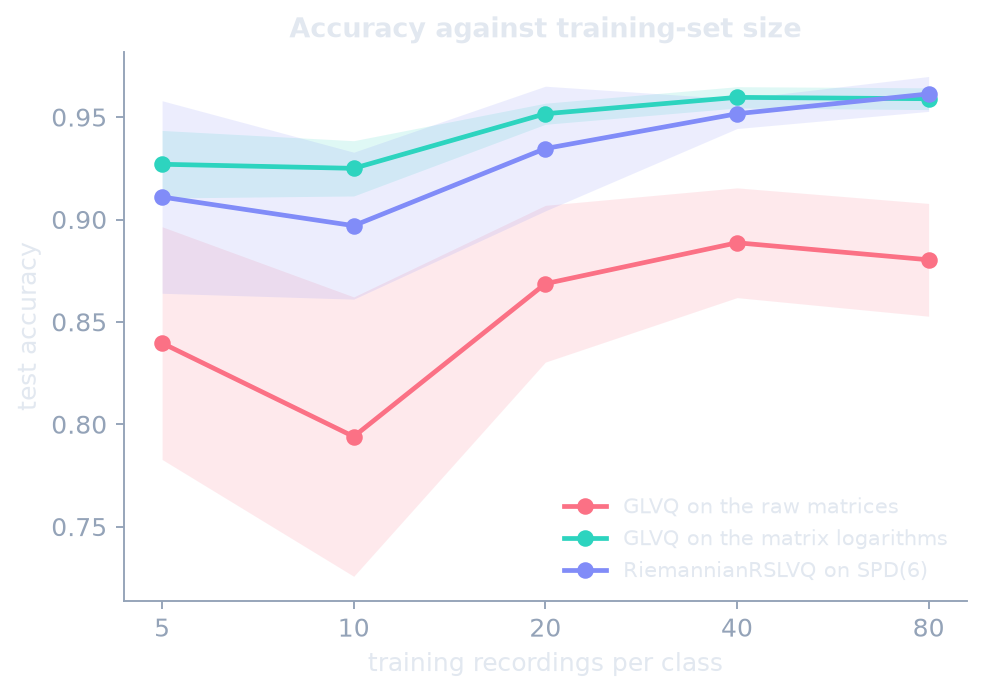 Accuracy against training-set size
test accuracy
0.95
0.90
0.85
0.80
0.75
GLVQ on the raw matrices
GLVQ on the matrix logarithms
RiemannianRSLVQ on SPD(6)
5 10 20 40 80
training recordings per class